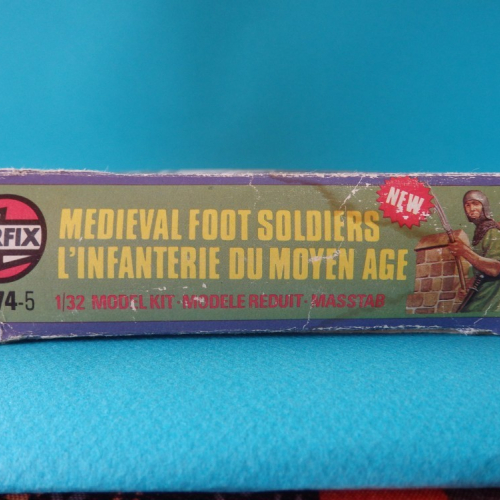 RFIX
MEDIEVAL FOOT SOLDIERS
L'INFANTERIE DU MOYEN AGE
NEW
74-5
1/32 MODEL KIT · MODELE REDUIT · MASSTAB